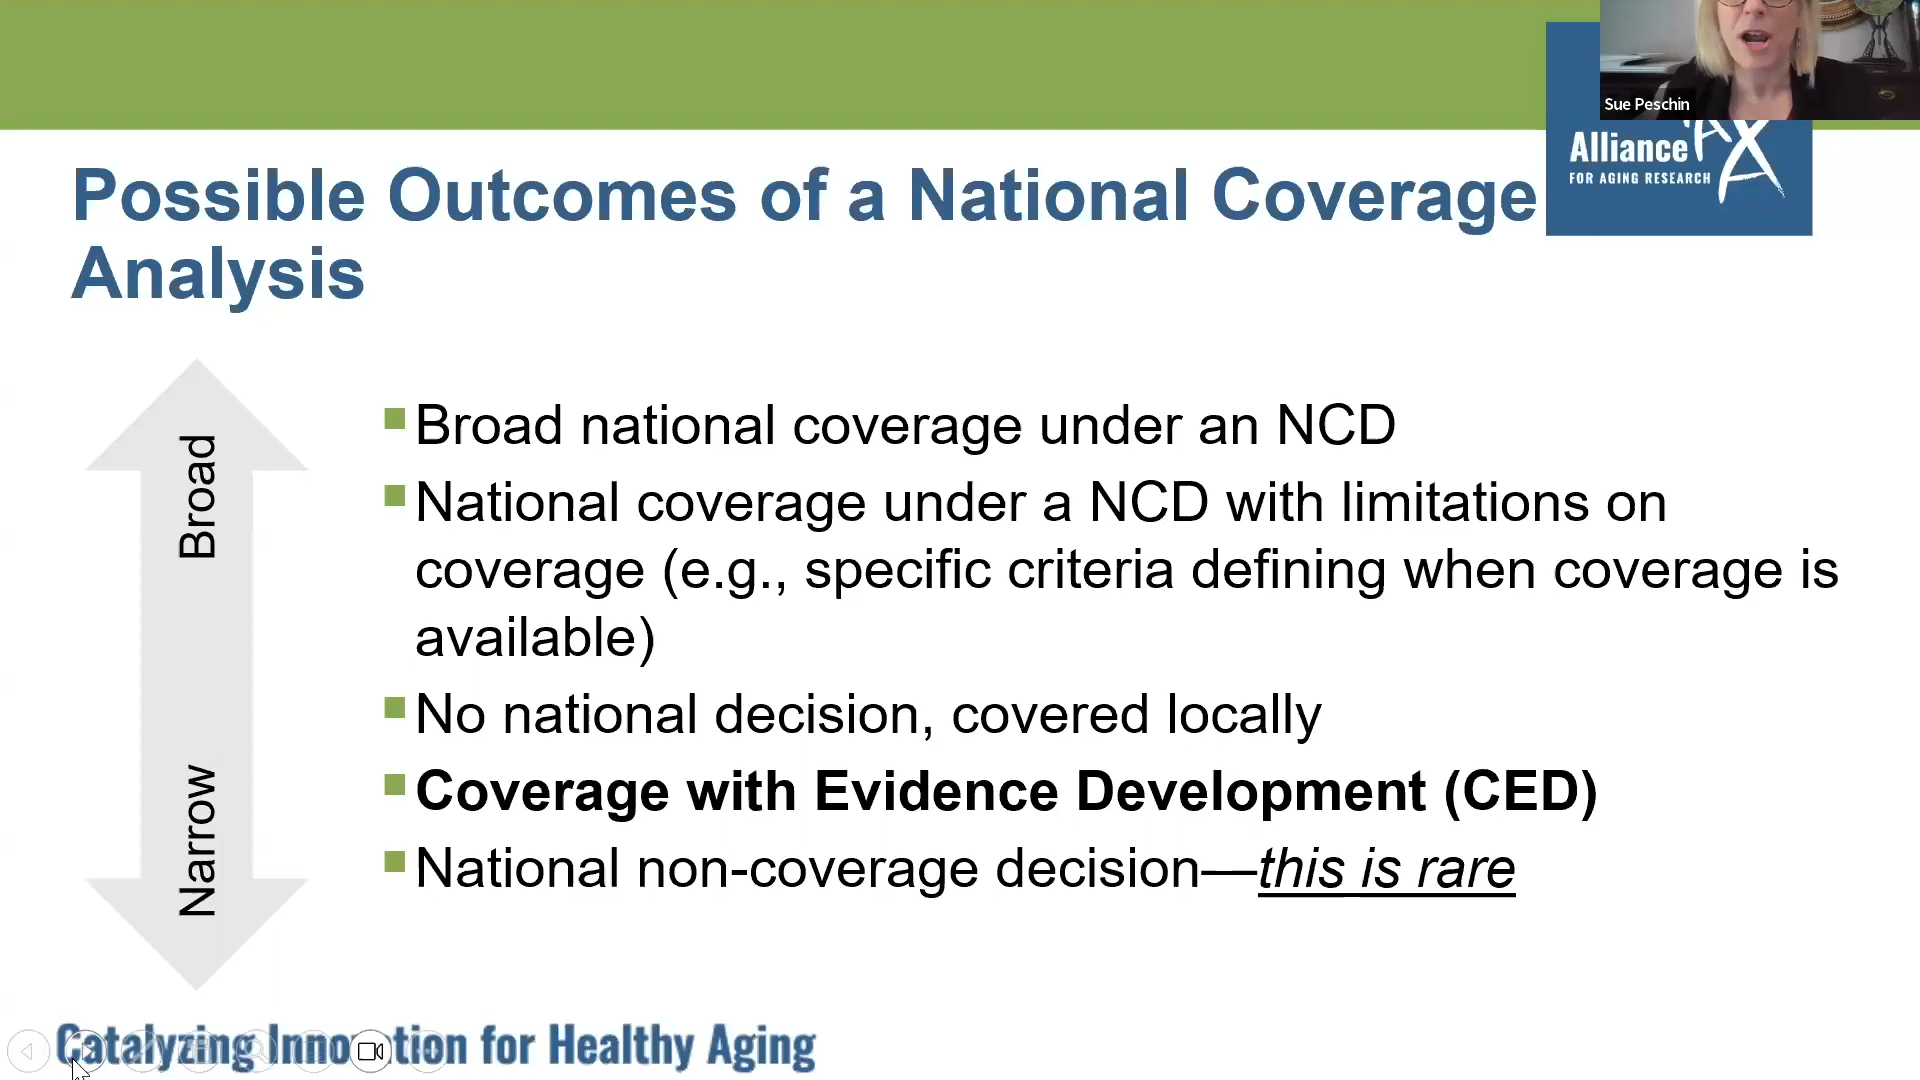 Sue Peschin
Alliance
FOR AGING RESEARCH
Possible Outcomes of a National Coverage
Analysis
Broad
Narrow
Broad national coverage under an NCD
National coverage under a NCD with limitations on
coverage (e.g., specific criteria defining when coverage is
available)
No national decision, covered locally
Coverage with Evidence Development (CED)
National non-coverage decision—this is rare
Catalyzing Innovation for Healthy Aging